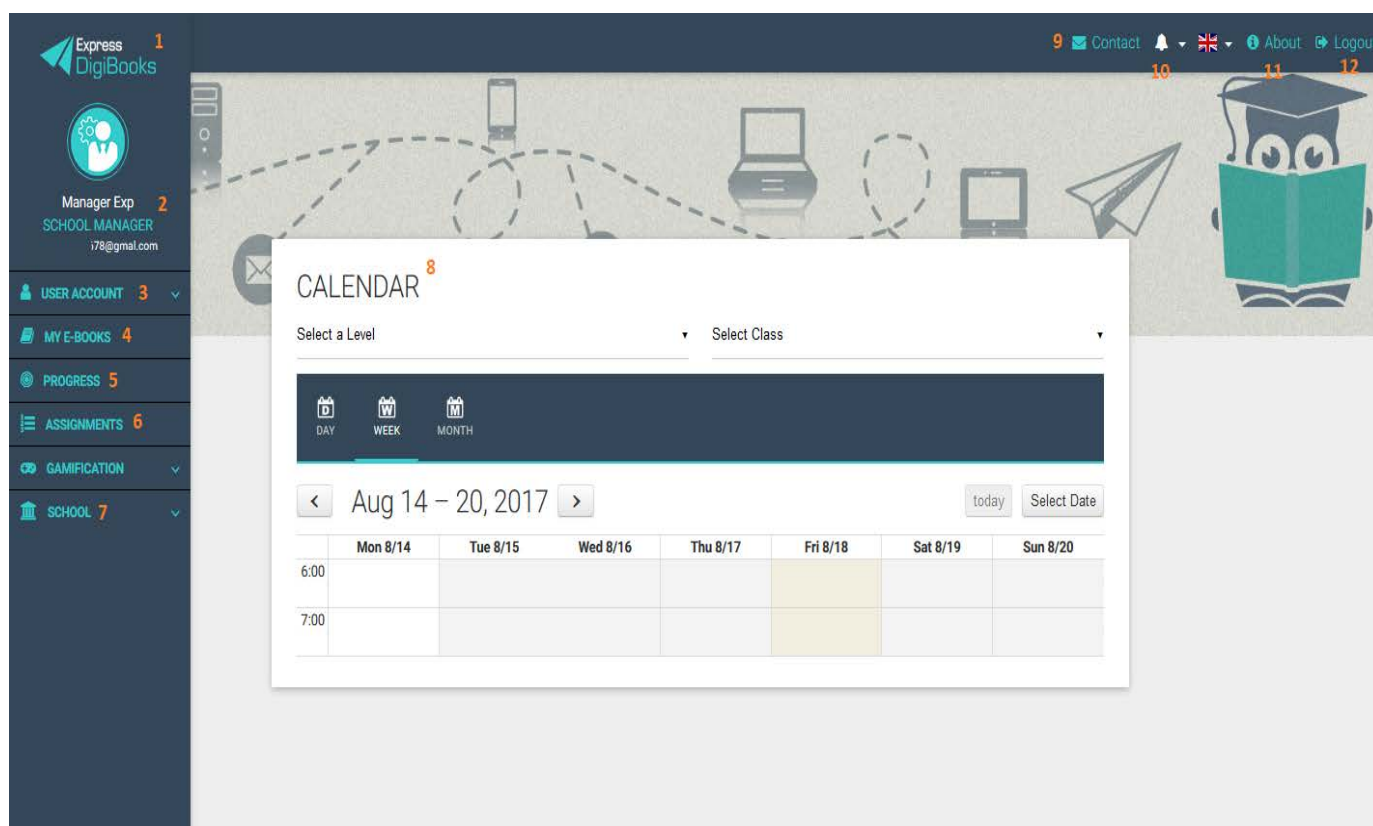 Express 1
DigiBooks
Manager Exp 2
SCHOOL MANAGER
i78@gmal.com
USER ACCOUNT 3
MY E-BOOKS 4
PROGRESS 5
ASSIGNMENTS 6
GAMIFICATION
SCHOOL 7
9 Contact About Logou
10 11 12
CALENDAR 8
Select a Level Select Class
D W M
DAY WEEK MONTH
Aug 14 – 20, 2017 today Select Date
Mon 8/14 Tue 8/15 Wed 8/16 Thu 8/17 Fri 8/18 Sat 8/19 Sun 8/20
6:00
7:00